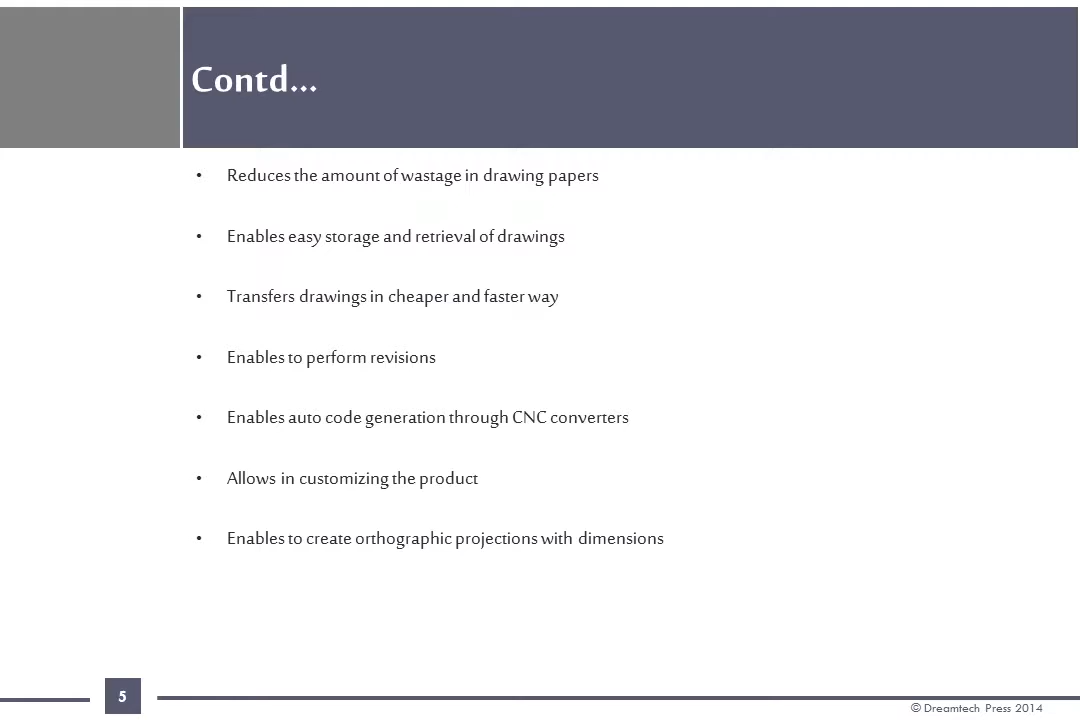 Contd...
• Reduces the amount of wastage in drawing papers
• Enables easy storage and retrieval of drawings
• Transfers drawings in cheaper and faster way
• Enables to perform revisions
• Enables auto code generation through CNC converters
• Allows in customizing the product
• Enables to create orthographic projections with dimensions
5
© Dreamtech Press 2014